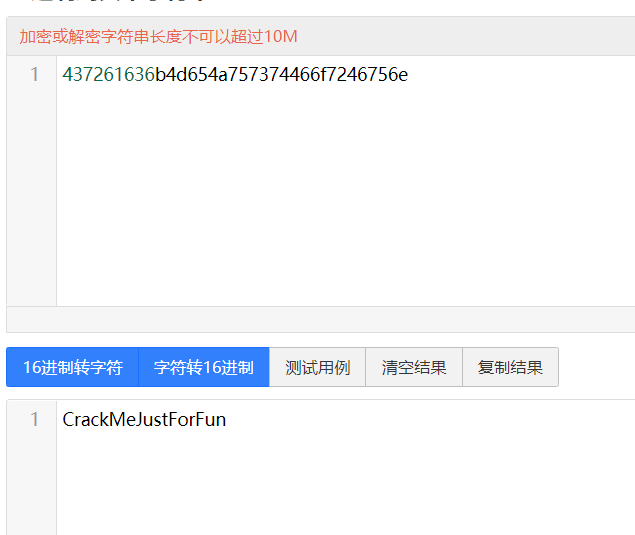 加密或解密字符串长度不可以超过10M
1 437261636b4d654a757374466f7246756e
16进制转字符 字符转16进制 测试用例 清空结果 复制结果
1 CrackMeJustForFun